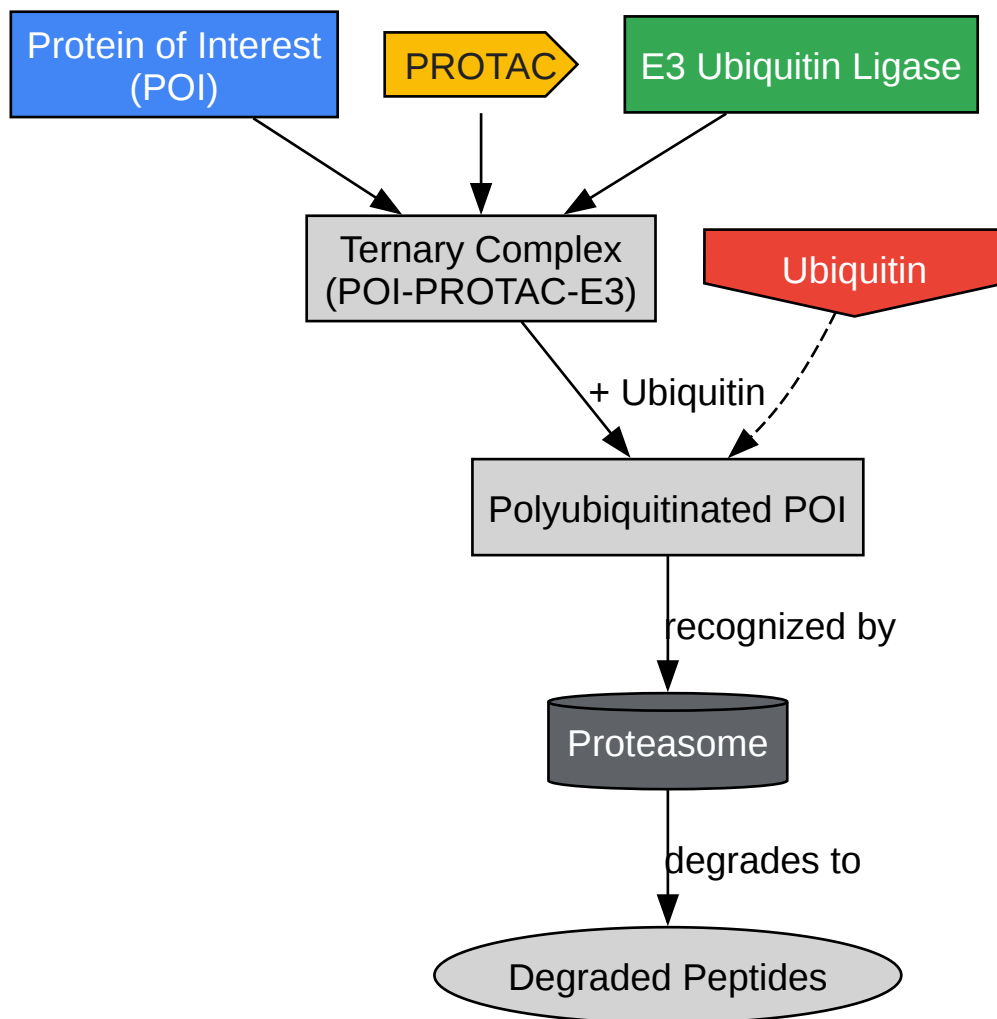 Protein of Interest
(POI)
PROTAC
E3 Ubiquitin Ligase
Ternary Complex
(POI-PROTAC-E3)
Ubiquitin
+ Ubiquitin
Polyubiquitinated POI
recognized by
Proteasome
degrades to
Degraded Peptides